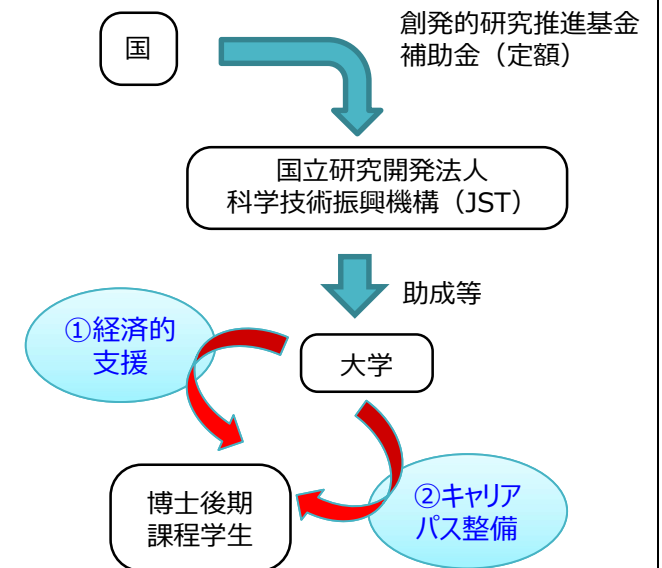 国
創発的研究推進基金
補助金（定額）
国立研究開発法人
科学技術振興機構（JST）
助成等
①経済的
支援
大学
博士後期
課程学生
②キャリア
パス整備